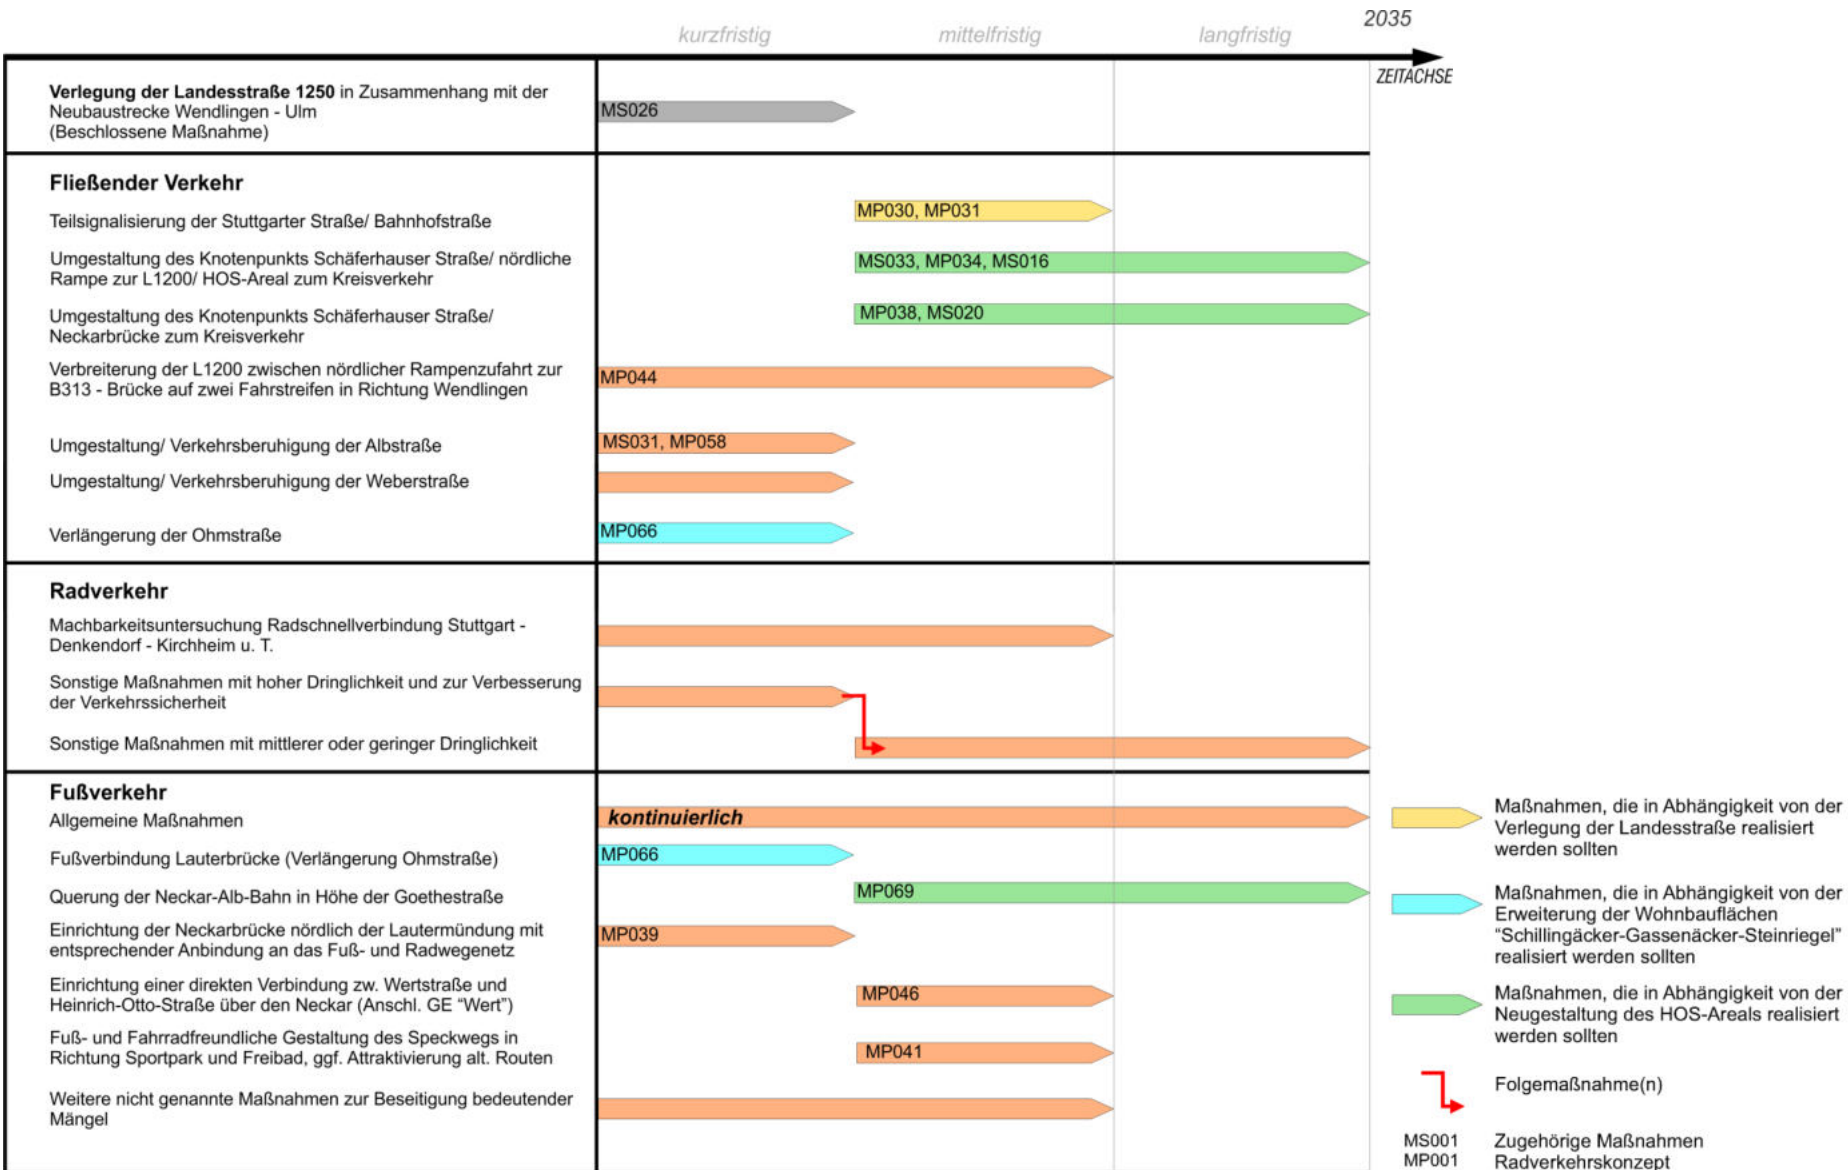 2035
kurzfristig
mittelfristig
langfristig
ZEITACHSE
Verlegung der Landesstraße 1250 in Zusammenhang mit der
Neubaustrecke Wendlingen - Ulm
(Beschlossene Maßnahme)
MS026
Fließender Verkehr
Teilsignalisierung der Stuttgarter Straße/ Bahnhofstraße
MP030, MP031
Umgestaltung des Knotenpunkts Schäferhauser Straße/ nördliche
Rampe zur L1200/ HOS-Areal zum Kreisverkehr
MS033, MP034, MS016
Umgestaltung des Knotenpunkts Schäferhauser Straße/
Neckarbrücke zum Kreisverkehr
MP038, MS020
Verbreiterung der L1200 zwischen nördlicher Rampenzufahrt zur
B313 - Brücke auf zwei Fahrstreifen in Richtung Wendlingen
MP044
Umgestaltung/ Verkehrsberuhigung der Albstraße
MS031, MP058
Umgestaltung/ Verkehrsberuhigung der Weberstraße
Verlängerung der Ohmstraße
MP066
Radverkehr
Machbarkeitsuntersuchung Radschnellverbindung Stuttgart -
Denkendorf - Kirchheim u. T.
Sonstige Maßnahmen mit hoher Dringlichkeit und zur Verbesserung
der Verkehrssicherheit
Sonstige Maßnahmen mit mittlerer oder geringer Dringlichkeit
Fußverkehr
Allgemeine Maßnahmen
kontinuierlich
Fußverbindung Lauterbrücke (Verlängerung Ohmstraße)
MP066
Querung der Neckar-Alb-Bahn in Höhe der Goethestraße
MP069
Einrichtung der Neckarbrücke nördlich der Lautermündung mit
entsprechender Anbindung an das Fuß- und Radwegenetz
MP039
Einrichtung einer direkten Verbindung zw. Wertstraße und
Heinrich-Otto-Straße über den Neckar (Anschl. GE "Wert")
MP046
Fuß- und Fahrradfreundliche Gestaltung des Speckwegs in
Richtung Sportpark und Freibad, ggf. Attraktivierung alt. Routen
MP041
Weitere nicht genannte Maßnahmen zur Beseitigung bedeutender
Mängel
Maßnahmen, die in Abhängigkeit von der
Verlegung der Landesstraße realisiert
werden sollten
Maßnahmen, die in Abhängigkeit von der
Erweiterung der Wohnbauflächen
"Schillingäcker-Gassenäcker-Steinriegel"
realisiert werden sollten
Maßnahmen, die in Abhängigkeit von der
Neugestaltung des HOS-Areals realisiert
werden sollten
Folgemaßnahme(n)
MS001 Zugehörige Maßnahmen
MP001 Radverkehrskonzept